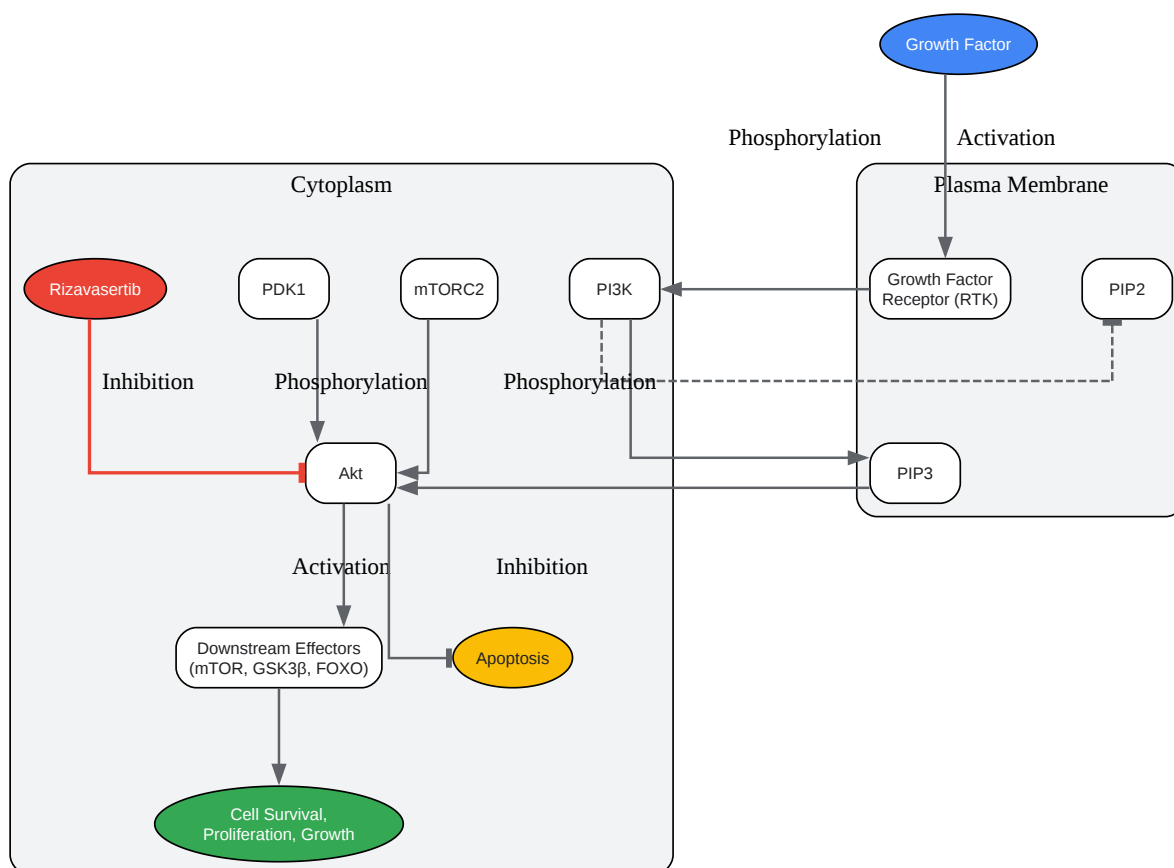 Growth Factor
Phosphorylation
Activation
Cytoplasm
Plasma Membrane
Rizavasertib
PDK1
mTORC2
PI3K
Growth Factor
Receptor (RTK)
PIP2
Inhibition
Phosphorylation
Phosphorylation
Akt
PIP3
Activation
Inhibition
Downstream Effectors
(mTOR, GSK3β, FOXO)
Apoptosis
Cell Survival,
Proliferation, Growth